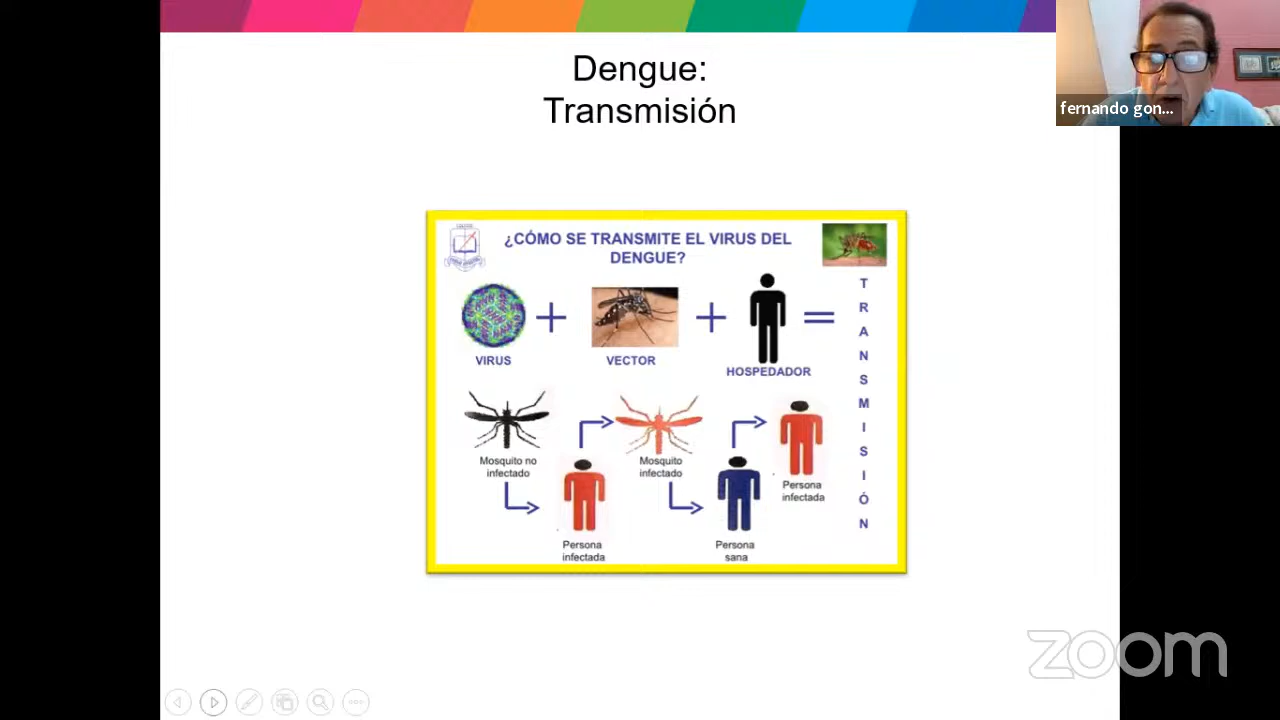 Dengue:
Transmisión
fernando gon...
¿CÓMO SE TRANSMITE EL VIRUS DEL
DENGUE?
VIRUS
VECTOR
HOSPEDADOR
TRANSMISIÓN
Mosquito no
infectado
Persona
infectada
Mosquito
infectado
Persona
sana
Persona
infectada
zoom